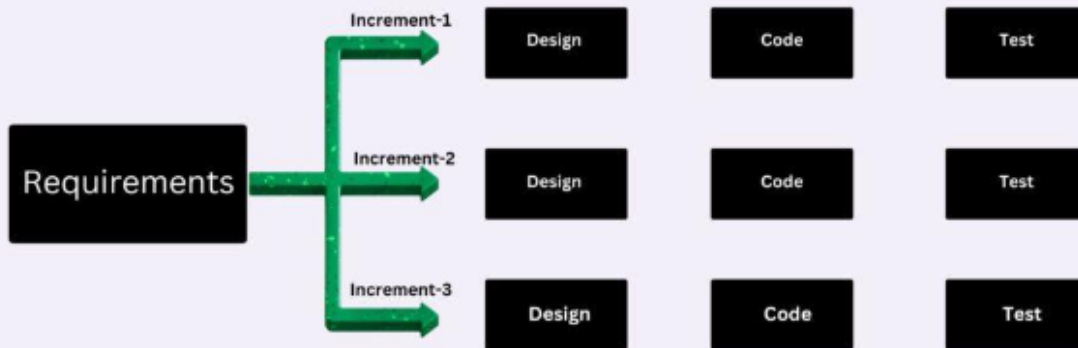 Increment-1
Design
Code
Test
Requirements
Increment-2
Design
Code
Test
Increment-3
Design
Code
Test